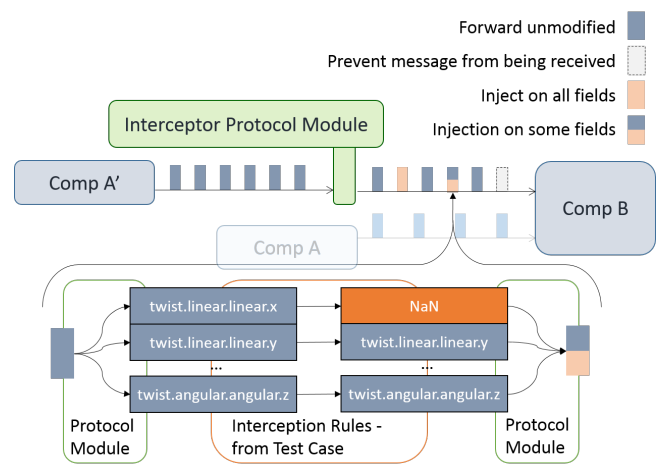 Forward unmodified
Prevent message from being received
Inject on all fields
Injection on some fields
Interceptor Protocol Module
Comp A’
Comp B
Comp A
twist.linear.linear.x
NaN
twist.linear.linear.y
twist.linear.linear.y
...
...
twist.angular.angular.z
twist.angular.angular.z
Protocol
Module
Interception Rules -
from Test Case
Protocol
Module